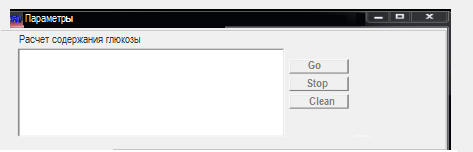 Параметры
Расчет содержания глюкозы
Go
Stop
Clean